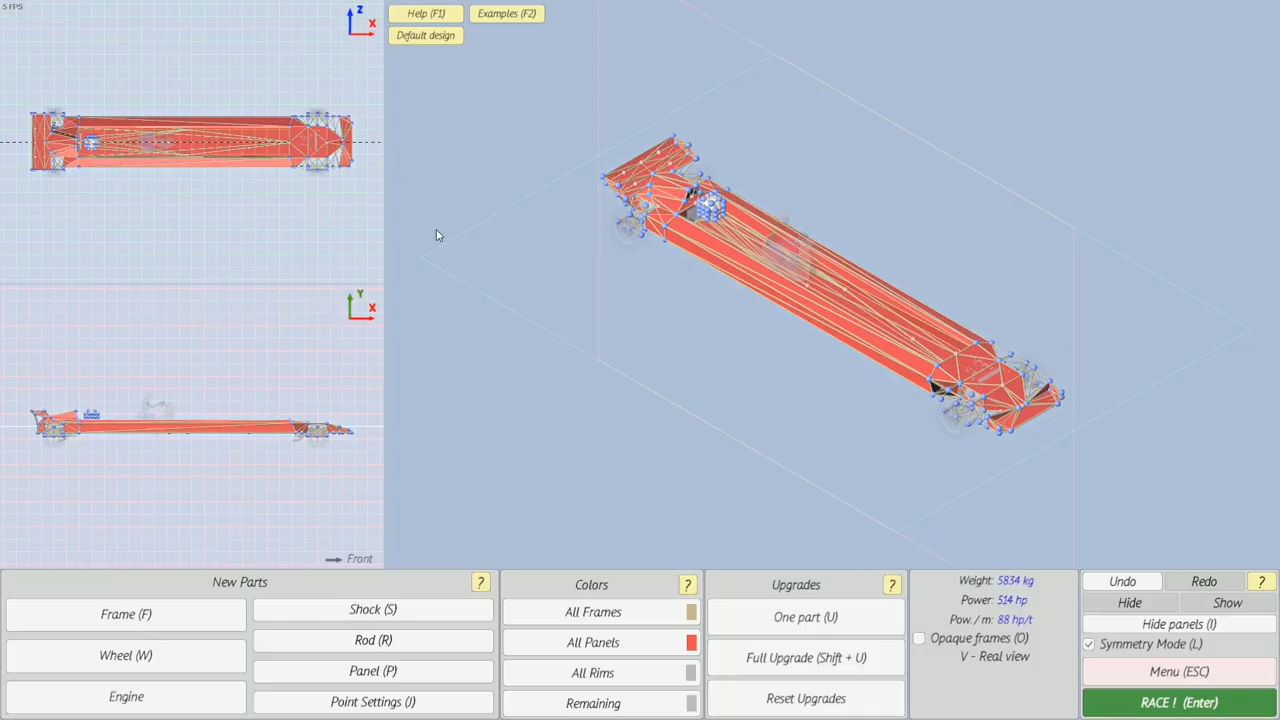 5 FPS
Z
X
Help (F1)
Examples (F2)
Default design
Y
X
Front
New Parts
?
Frame (F)
Wheel (W)
Engine
Shock (S)
Rod (R)
Panel (P)
Point Settings (J)
Colors
?
All Frames
All Panels
All Rims
Remaining
Upgrades
?
One part (U)
Full Upgrade (Shift + U)
Reset Upgrades
Weight: 5834 kg
Power: 514 hp
Pow. / m: 88 hp/t
Opaque frames (O)
V - Real view
Undo
Redo
?
Hide
Show
Hide panels (I)
Symmetry Mode (L)
Menu (ESC)
RACE ! (Enter)